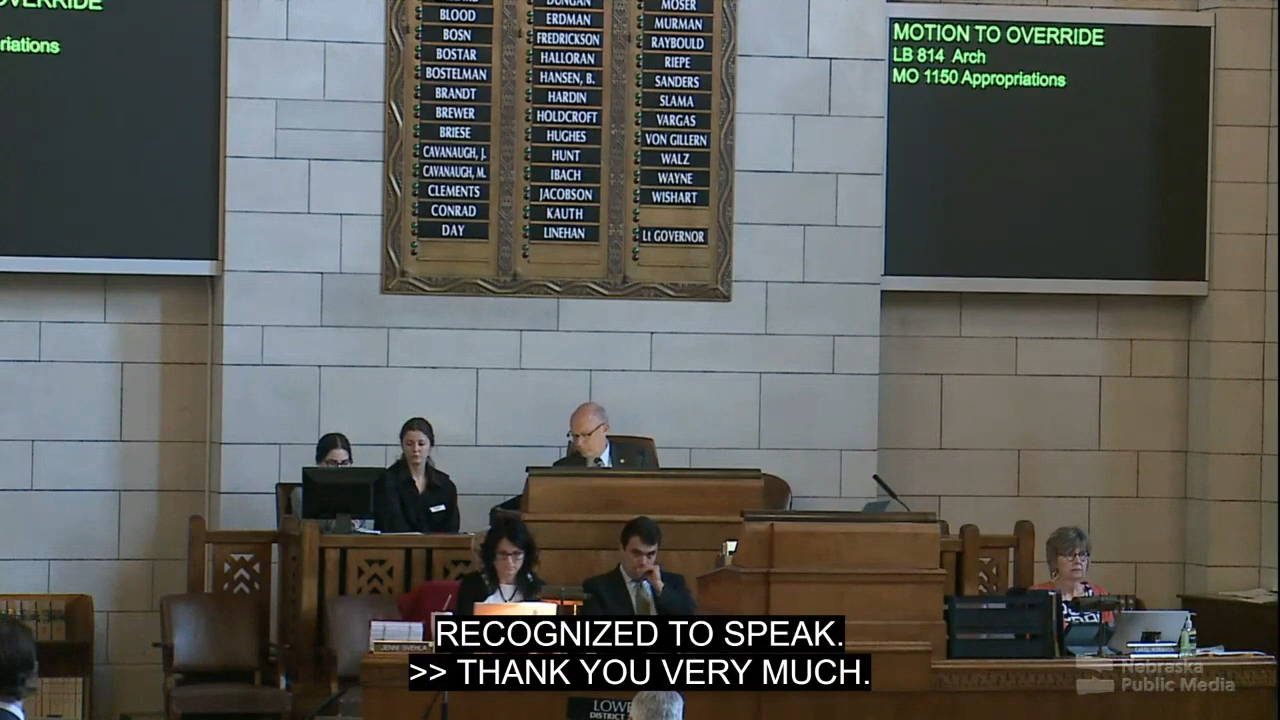 OVERRIDE
riations
BLOOD
BOSN
BOSTAR
BOSTELMAN
BRANDT
BREWER
BRIESE
CAVANAUGH, J.
CAVANAUGH, M.
CLEMENTS
CONRAD
DAY
DUNGAN
ERDMAN
FREDRICKSON
HALLORAN
HANSEN, B.
HARDIN
HOLDCROFT
HUGHES
HUNT
IBACH
JACOBSON
KAUTH
LINEHAN
MOSER
MURMAN
RAYBOULD
RIEPE
SANDERS
SLAMA
VARGAS
VON GILLERN
WALZ
WAYNE
WISHART
Lt GOVERNOR
MOTION TO OVERRIDE
LB 814 Arch
MO 1150 Appropriations
RECOGNIZED TO SPEAK.
>> THANK YOU VERY MUCH.
LOWE
DISTRICT
Nebraska
Public Media